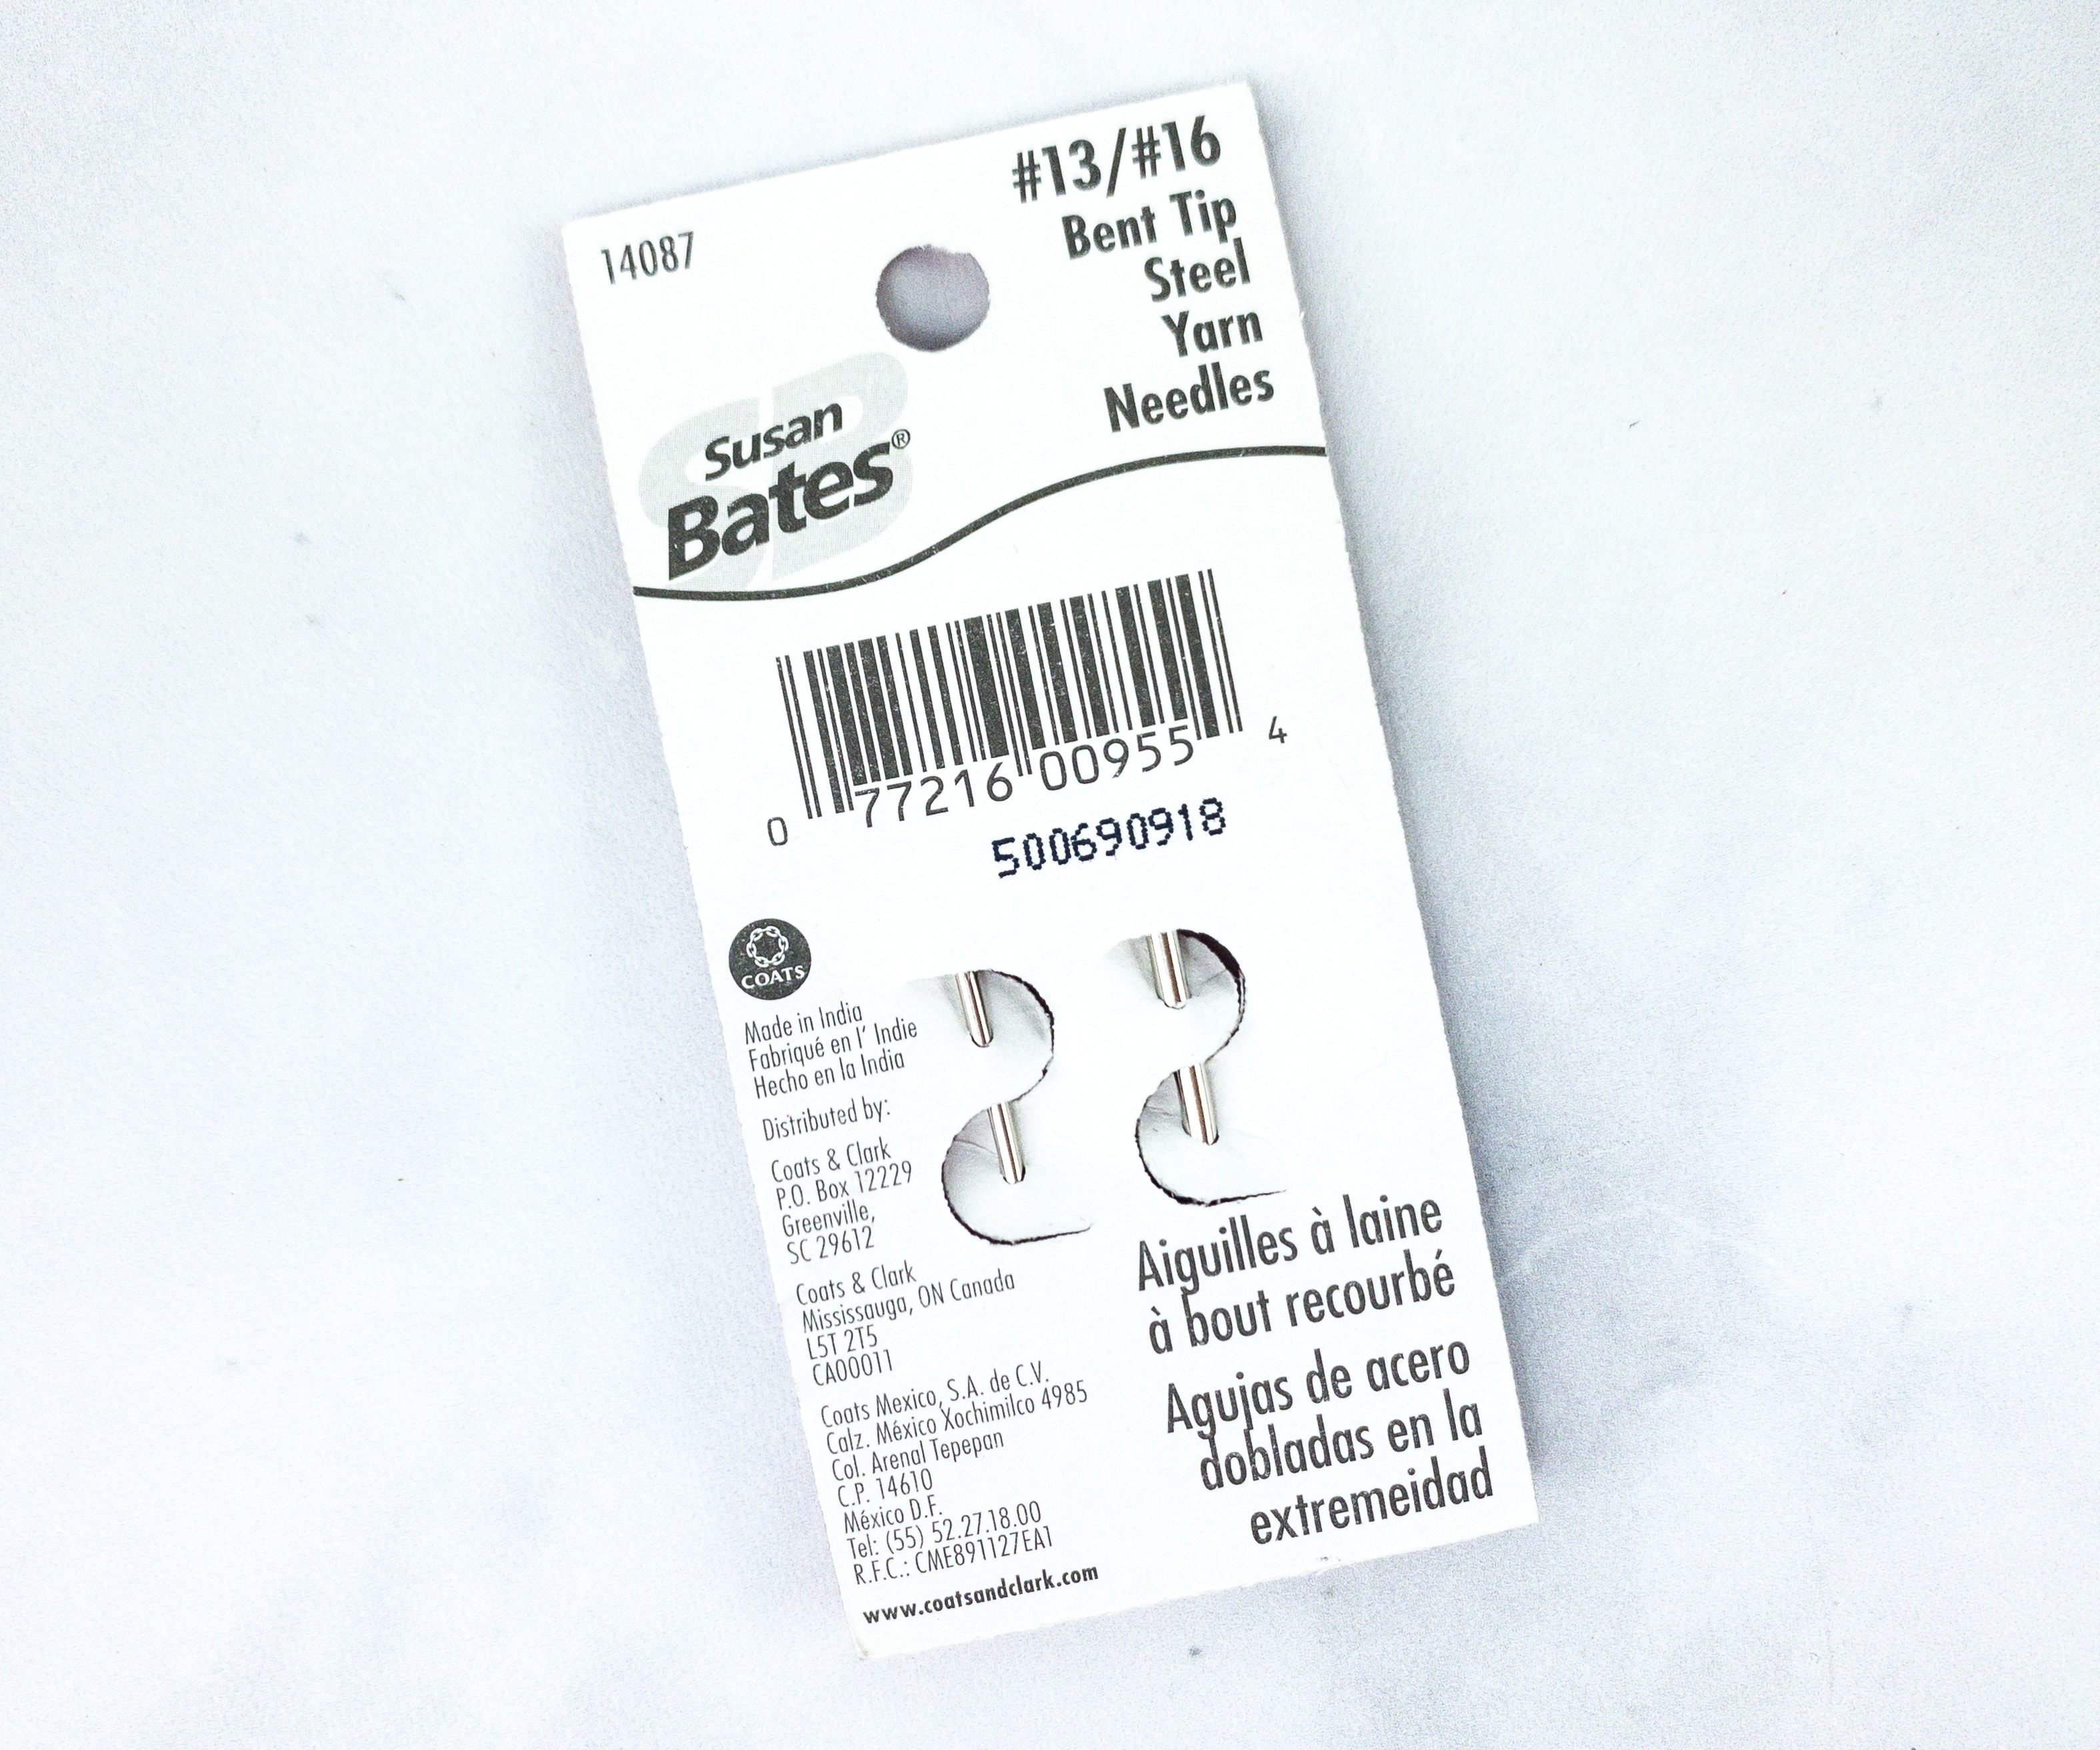 14087
#13/#16
Bent Tip
Steel
Yarn
Needles
Susan
Bates®
0 77216 00955 4
500690918
COATS
Made in India
Fabriqué en l' Indie
Hecho en la India
Distributed by:
Coats & Clark
P.O. Box 12229
Greenville,
SC 29612
Coats & Clark
Mississauga, ON Canada
L5T 2T5
CA00011
Coats Mexico, S.A. de C.V.
Calz. México Xochimilco 4985
Col. Arenal Tepepan
C.P. 14610
México D.F.
Tel: (55) 52.27.18.00
R.F.C.: CME891127EA1
www.coatsandclark.com
Aiguilles à laine
à bout recourbé
Agujas de acero
dobladas en la
extremeidad